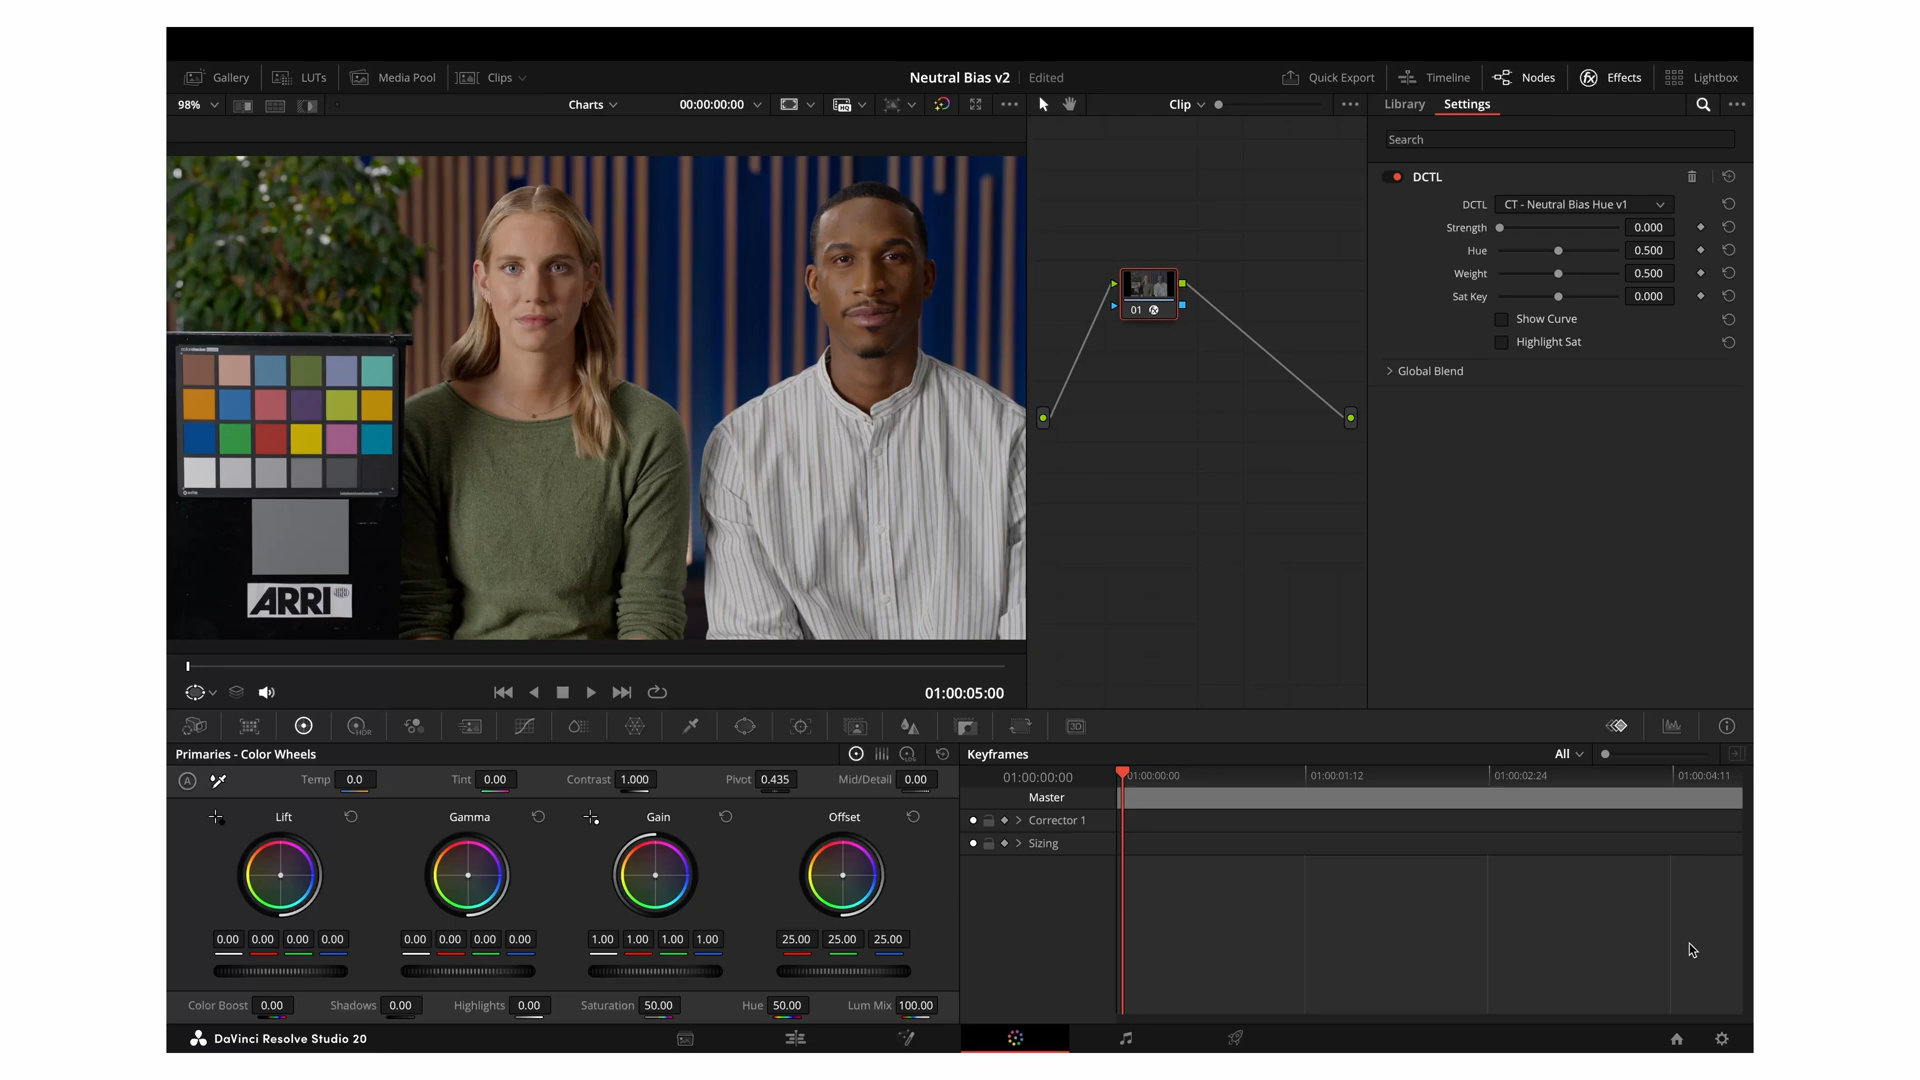 Gallery LUTs Media Pool Clips Neutral Bias v2 Edited Quick Export Timeline Nodes Effects Lightbox
98% Charts 00:00:00:00 Clip Library Settings
Search
DCTL
DCTL CT - Neutral Bias Hue v1
Strength 0.000
Hue 0.500
Weight 0.500
Sat Key 0.000
Show Curve
Highlight Sat
Global Blend
01
ARRI
01:00:05:00
HDR 3D
Primaries - Color Wheels
LOG
Keyframes All
A Temp 0.0 Tint 0.00 Contrast 1.000 Pivot 0.435 Mid/Detail 0.00
01:00:00:00 01:00:00:00 01:00:01:12 01:00:02:24 01:00:04:11
Master
Lift Gamma Gain Offset
Corrector 1
Sizing
0.00 0.00 0.00 0.00 0.00 0.00 0.00 0.00 1.00 1.00 1.00 1.00 25.00 25.00 25.00
Color Boost 0.00 Shadows 0.00 Highlights 0.00 Saturation 50.00 Hue 50.00 Lum Mix 100.00
DaVinci Resolve Studio 20